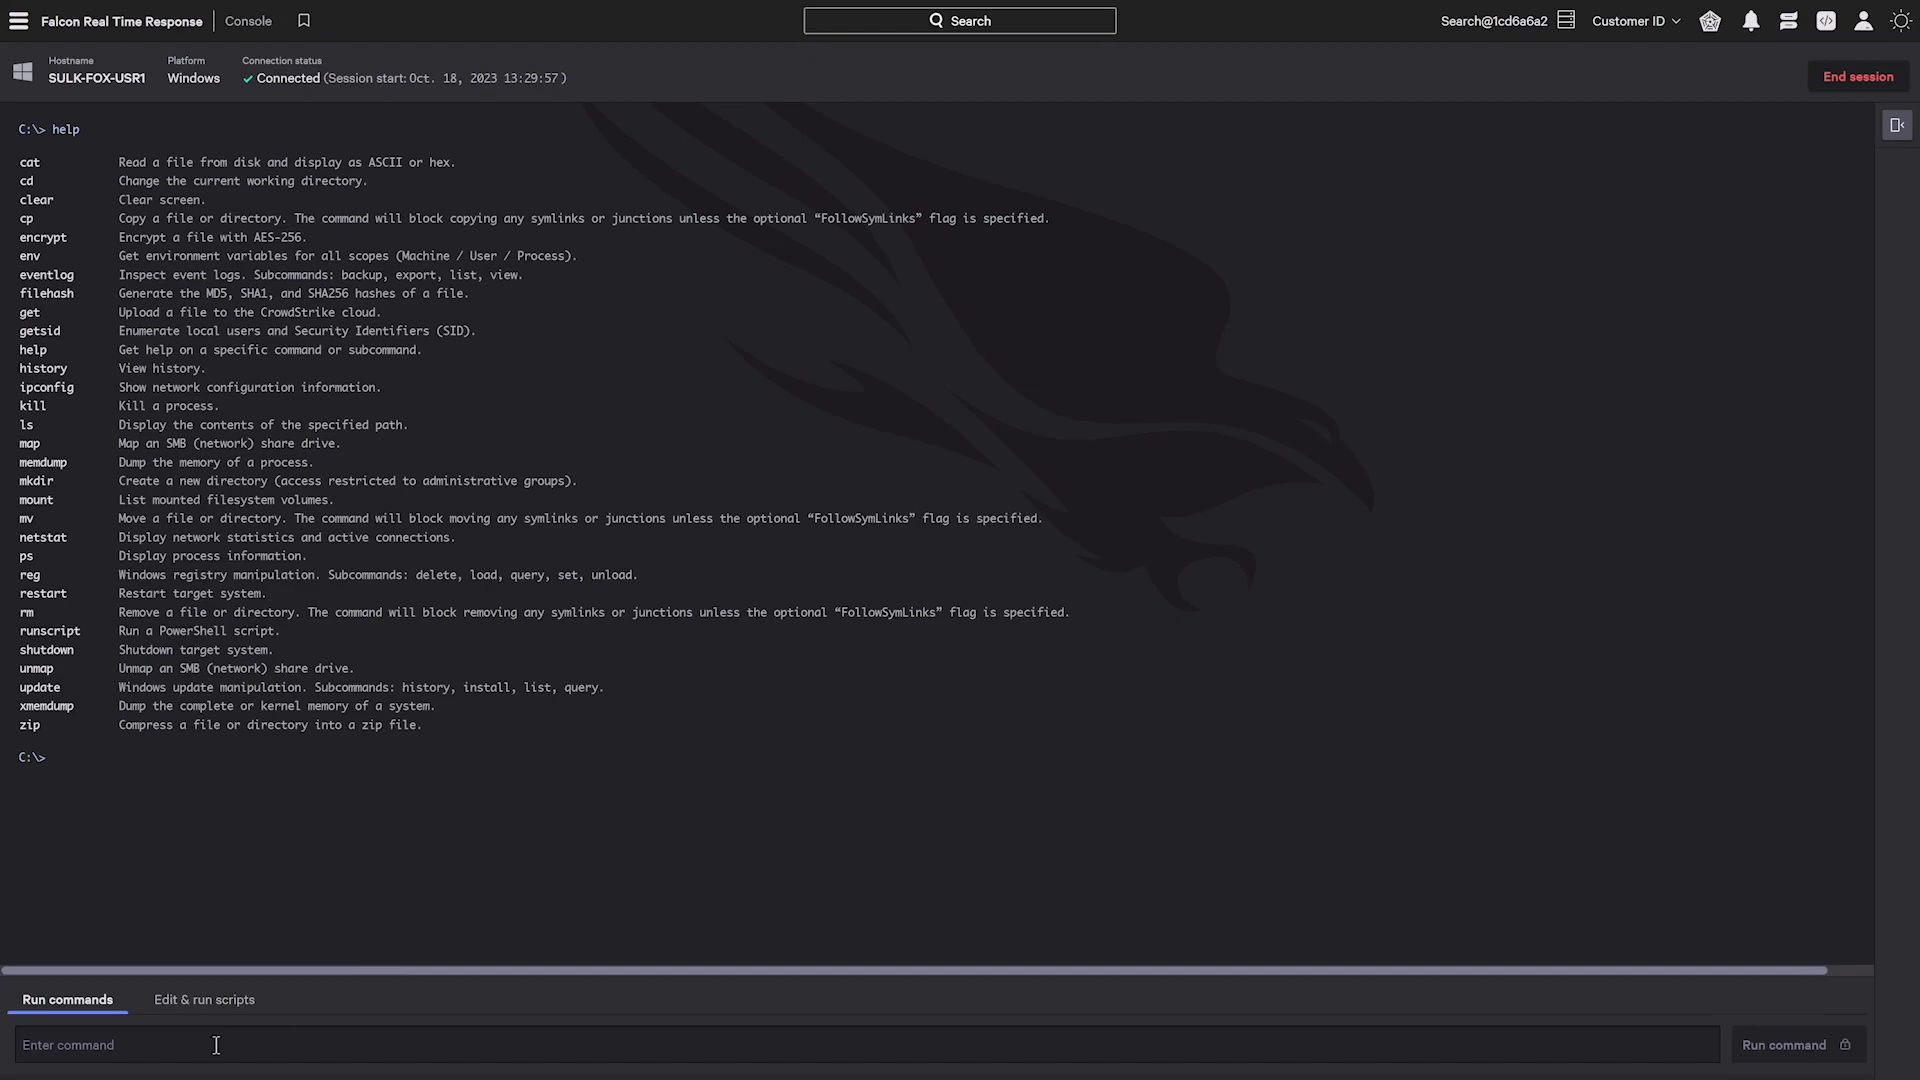 Falcon Real Time Response Console Search Search@1cd6a6a2 Customer ID
Hostname Platform Connection status
SULK-FOX-USR1 Windows Connected (Session start: Oct. 18, 2023 13:29:57 )
End session
C:\> help
cat Read a file from disk and display as ASCII or hex.
cd Change the current working directory.
clear Clear screen.
cp Copy a file or directory. The command will block copying any symlinks or junctions unless the optional “FollowSymLinks” flag is specified.
encrypt Encrypt a file with AES-256.
env Get environment variables for all scopes (Machine / User / Process).
eventlog Inspect event logs. Subcommands: backup, export, list, view.
filehash Generate the MD5, SHA1, and SHA256 hashes of a file.
get Upload a file to the CrowdStrike cloud.
getsid Enumerate local users and Security Identifiers (SID).
help Get help on a specific command or subcommand.
history View history.
ipconfig Show network configuration information.
kill Kill a process.
ls Display the contents of the specified path.
map Map an SMB (network) share drive.
memdump Dump the memory of a process.
mkdir Create a new directory (access restricted to administrative groups).
mount List mounted filesystem volumes.
mv Move a file or directory. The command will block moving any symlinks or junctions unless the optional “FollowSymLinks” flag is specified.
netstat Display network statistics and active connections.
ps Display process information.
reg Windows registry manipulation. Subcommands: delete, load, query, set, unload.
restart Restart target system.
rm Remove a file or directory. The command will block removing any symlinks or junctions unless the optional “FollowSymLinks” flag is specified.
runscript Run a PowerShell script.
shutdown Shutdown target system.
unmap Unmap an SMB (network) share drive.
update Windows update manipulation. Subcommands: history, install, list, query.
xmemdump Dump the complete or kernel memory of a system.
zip Compress a file or directory into a zip file.
C:\>
Run commands Edit & run scripts
Enter command Run command